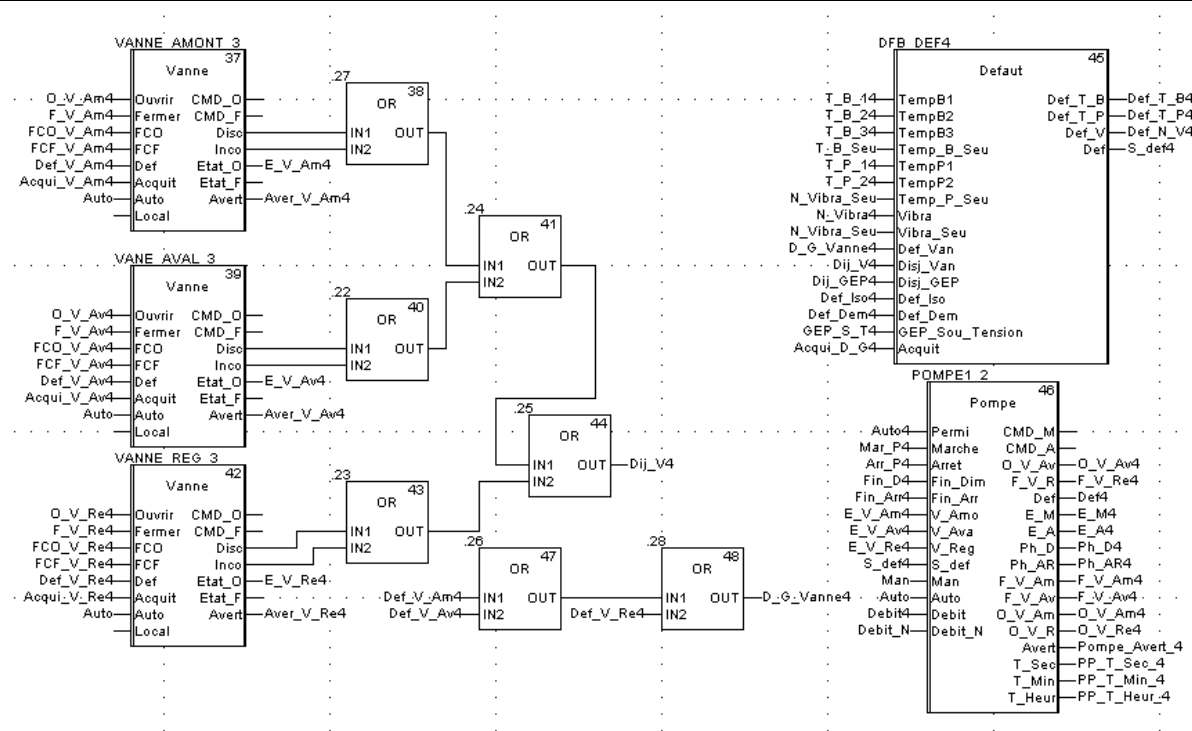 VANNE_AMONT_3
37
Vanne
O_V_Am4 Ouvrir CMD_O
F_V_Am4 Fermer CMD_F
FCO_V_Am4 FCO Disc
FCF_V_Am4 FCF Inco
Def_V_Am4 Def Etat_O E_V_Am4
Acqui_V_Am4 Acquit Etat_F
Auto Auto Avert Aver_V_Am4
Local
.27
38
OR
IN1 OUT
IN2
.24
41
OR
IN1 OUT
IN2
VANE_AVAL_3
39
Vanne
O_V_Av4 Ouvrir CMD_O
F_V_Av4 Fermer CMD_F
FCO_V_Av4 FCO Disc
FCF_V_Av4 FCF Inco
Def_V_Av4 Def Etat_O E_V_Av4
Acqui_V_Av4 Acquit Etat_F
Auto Auto Avert Aver_V_Av4
Local
.22
40
OR
IN1 OUT
IN2
.25
44
OR
IN1 OUT Dij_V4
IN2
VANNE_REG_3
42
Vanne
O_V_Re4 Ouvrir CMD_O
F_V_Re4 Fermer CMD_F
FCO_V_Re4 FCO Disc
FCF_V_Re4 FCF Inco
Def_V_Re4 Def Etat_O E_V_Re4
Acqui_V_Re4 Acquit Etat_F
Auto Auto Avert Aver_V_Re4
Local
.23
43
OR
IN1 OUT
IN2
.26
47
OR
Def_V_Am4 IN1 OUT
Def_V_Av4 IN2
.28
48
OR
IN1 OUT D_G_Vanne4
Def_V_Re4 IN2
DFB_DEF4
45
Defaut
T_B_14 TempB1 Def_T_B Def_T_B4
T_B_24 TempB2 Def_T_P Def_T_P4
T_B_34 TempB3 Def_V Def_N_V4
T_B_Seu Temp_B_Seu Def S_def4
T_P_14 TempP1
T_P_24 TempP2
N_Vibra_Seu Temp_P_Seu
N_Vibra4 Vibra
N_Vibra_Seu Vibra_Seu
D_G_Vanne4 Def_Van
Dij_V4 Disj_Van
Dij_GEP4 Disj_GEP
Def_Iso4 Def_Iso
Def_Dem4 Def_Dem
GEP_S_T4 GEP_Sou_Tension
Acqui_D_G4 Acquit
POMPE1_2
46
Pompe
Auto4 Permi CMD_M
Mar_P4 Marche CMD_A
Arr_P4 Arret O_V_Av O_V_Av4
Fin_D4 Fin_Dim F_V_R F_V_Re4
Fin_Arr4 Fin_Arr Def Def4
E_V_Am4 V_Amo E_M E_M4
E_V_Av4 V_Ava E_A E_A4
E_V_Re4 V_Reg Ph_D Ph_D4
S_def4 S_def Ph_AR Ph_AR4
Man Man F_V_Am F_V_Am4
Auto Auto F_V_Av F_V_Av4
Debit4 Debit O_V_Am O_V_Am4
Debit_N Debit_N O_V_R O_V_Re4
Avert Pompe_Avert_4
T_Sec PP_T_Sec_4
T_Min PP_T_Min_4
T_Heur PP_T_Heur_4